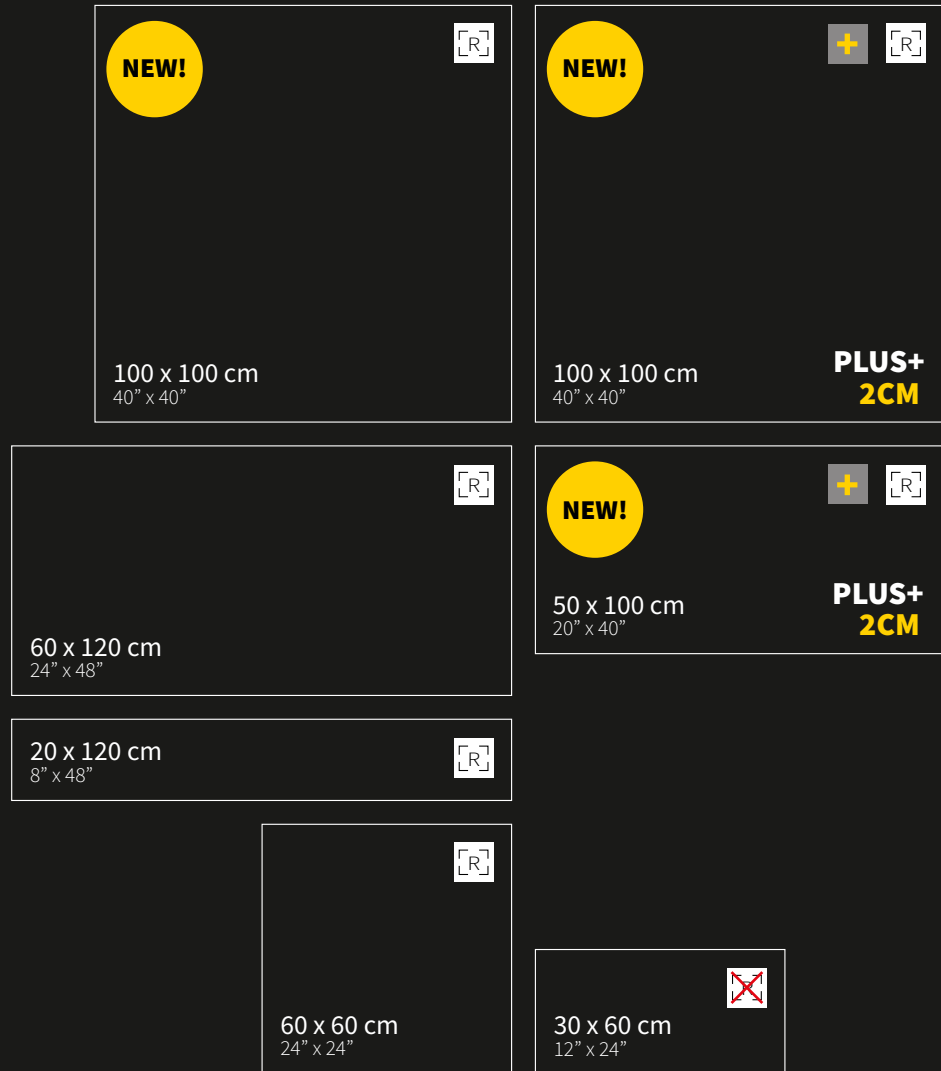 NEW!
R
100 x 100 cm
40” x 40”
NEW!
+
R
100 x 100 cm
40” x 40”
PLUS+
2CM
R
60 x 120 cm
24” x 48”
NEW!
+
R
50 x 100 cm
20” x 40”
PLUS+
2CM
20 x 120 cm
8” x 48”
R
R
60 x 60 cm
24” x 24”
R
30 x 60 cm
12” x 24”